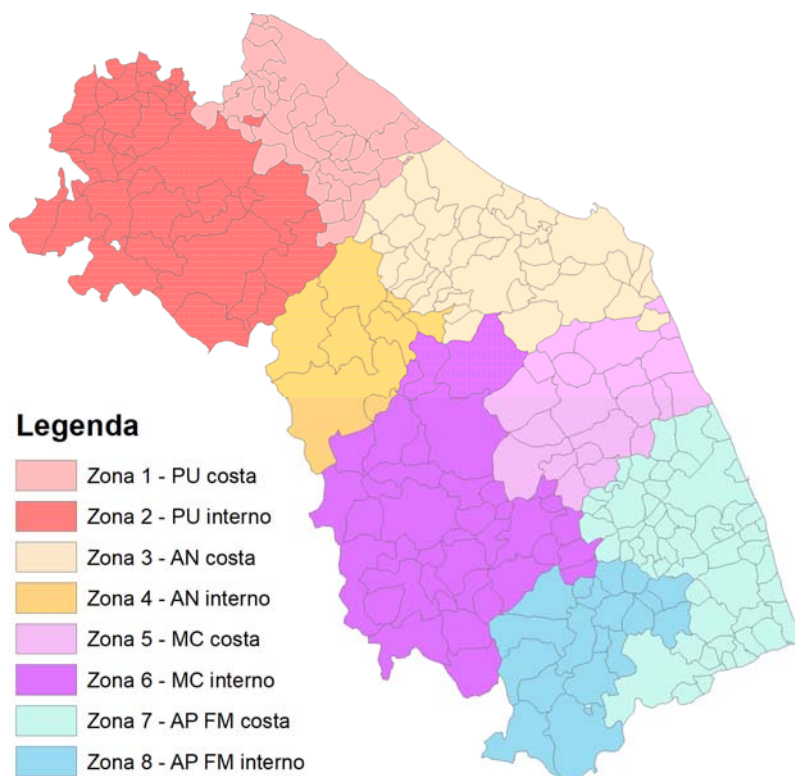 Legenda
Zona 1 - PU costa
Zona 2 - PU interno
Zona 3 - AN costa
Zona 4 - AN interno
Zona 5 - MC costa
Zona 6 - MC interno
Zona 7 - AP FM costa
Zona 8 - AP FM interno